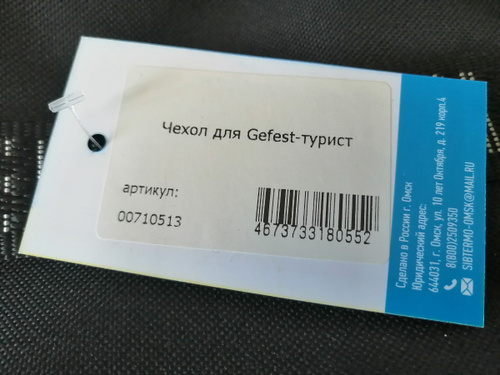 Чехол для Gefest-турист
артикул:
00710513
4673733180552
Сделано в России г. Омск
Юридический адрес:
644031, г. Омск, ул. 10 лет Октября, д. 219 корп.4
8(800)2509350
SIBTERMO-OMSK@MAIL.RU